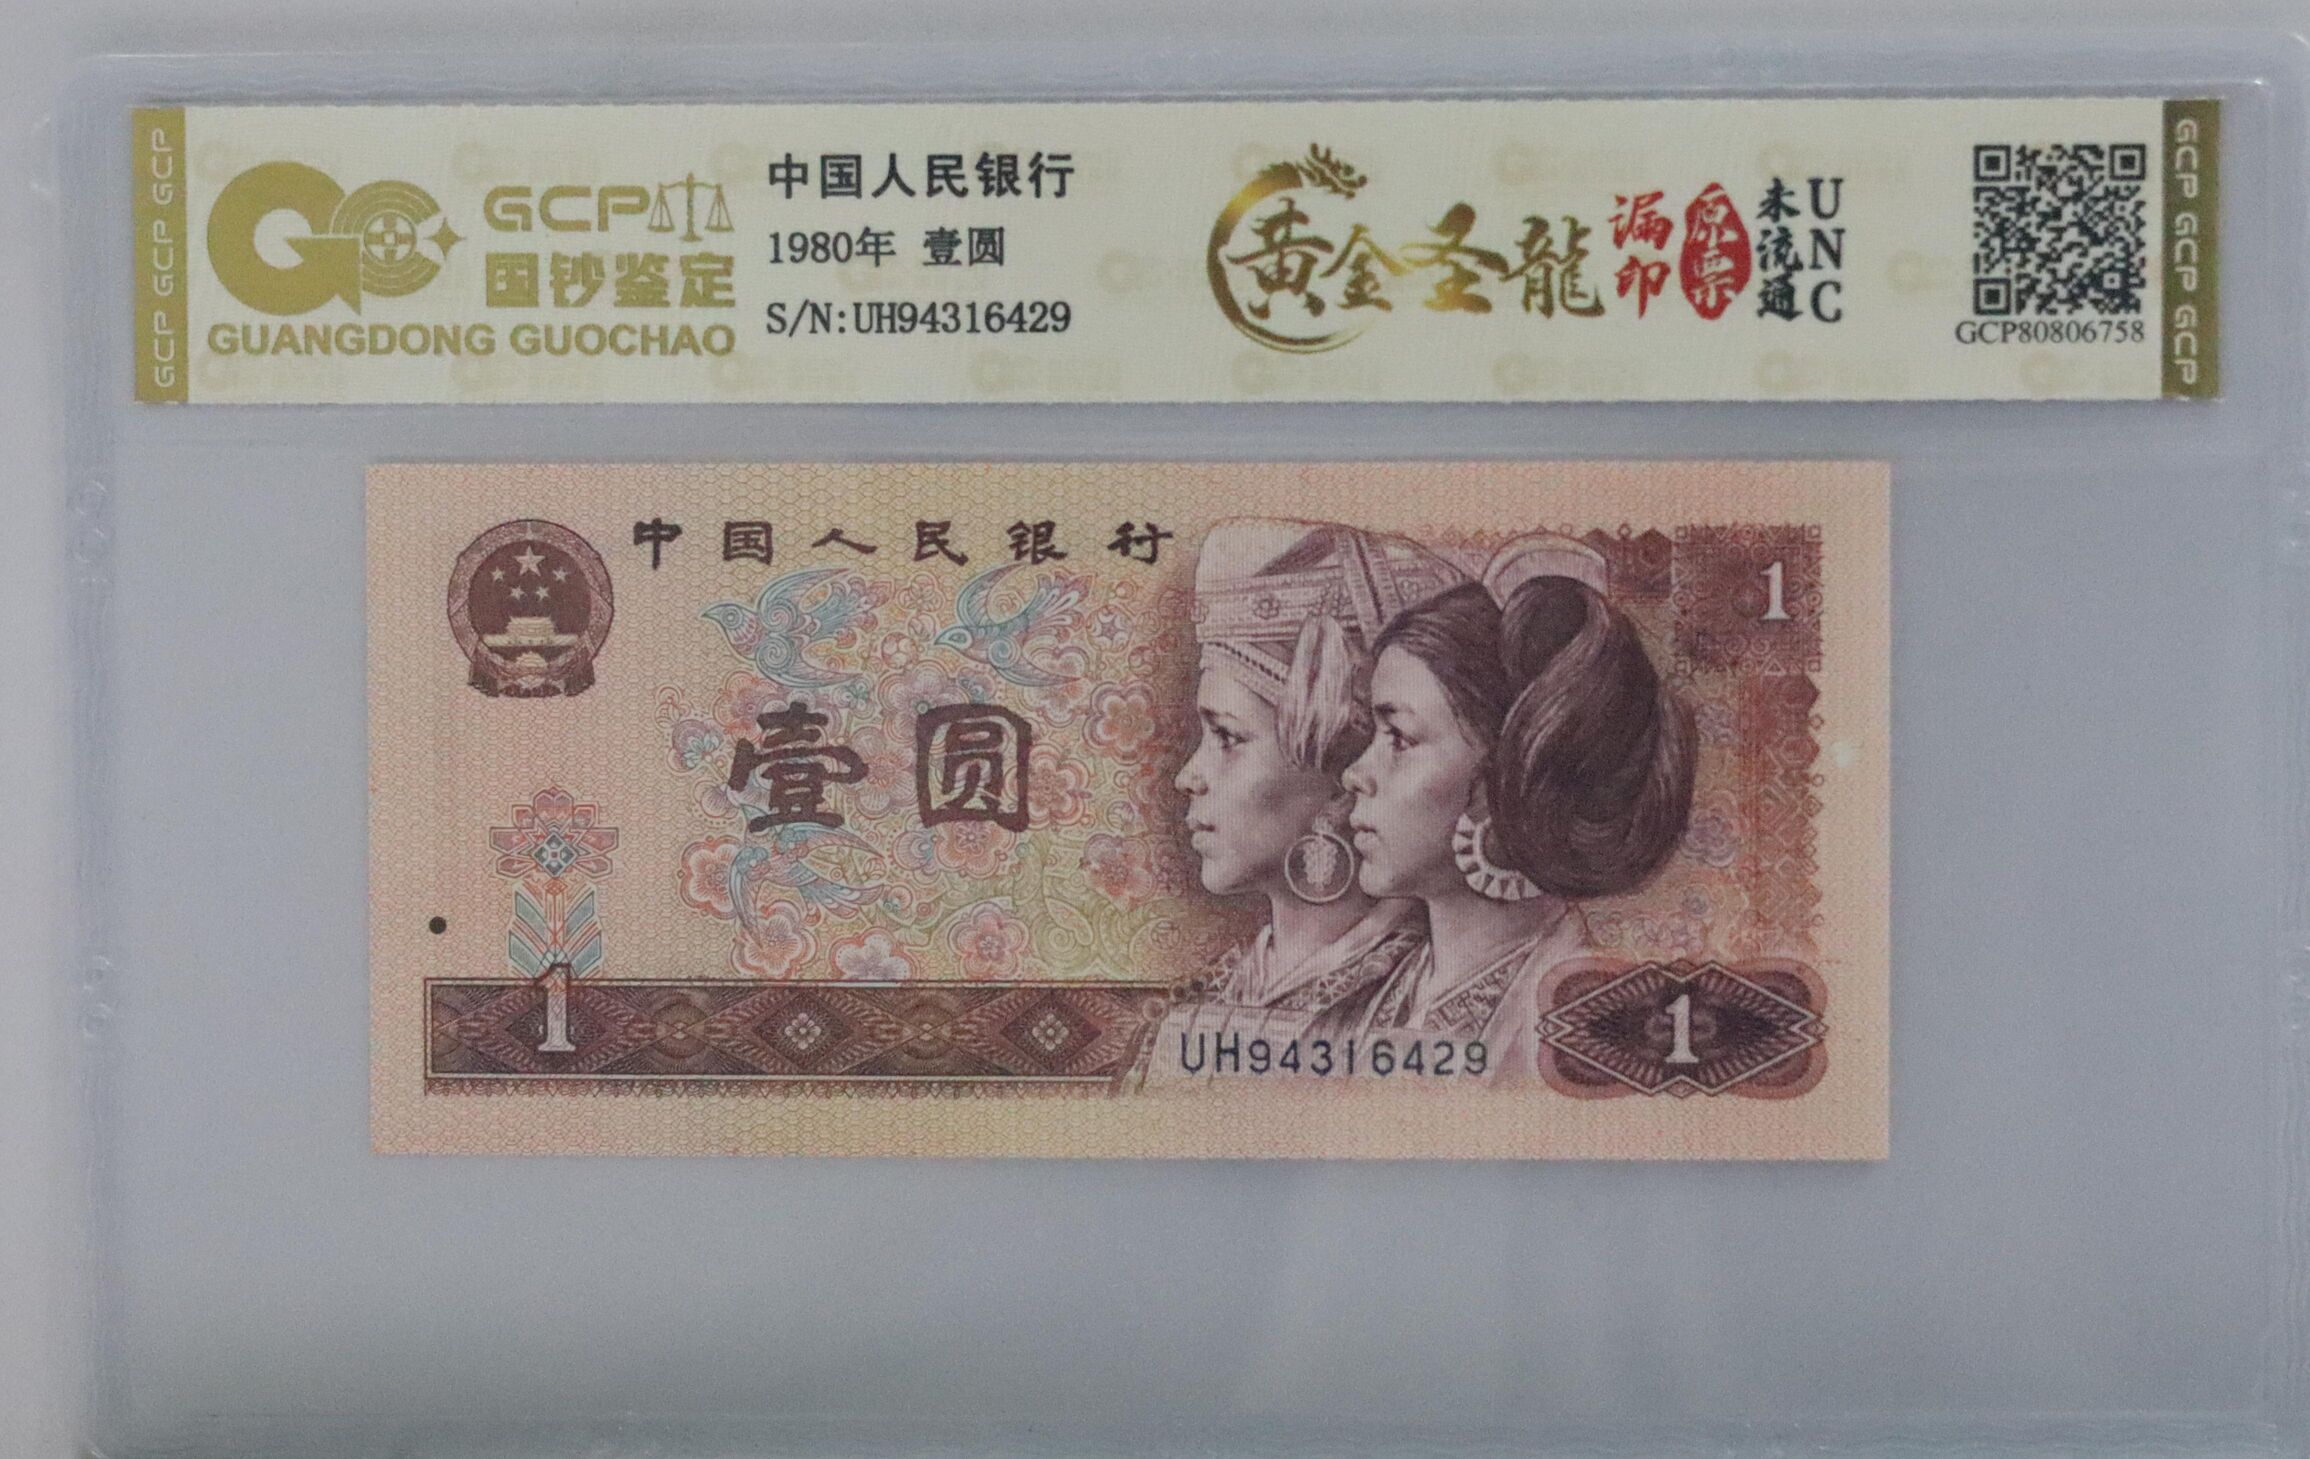 GCP GCP GCP
GCP
国钞鉴定
GUANGDONG GUOCHAO
中国人民银行
1980年 壹圆
S/N:UH94316429
黄金圣龍
漏印
原票
未流通
UNC
GCP80806758
GCP GCP GCP
中国人民银行
1
壹圆
1
UH94316429
1